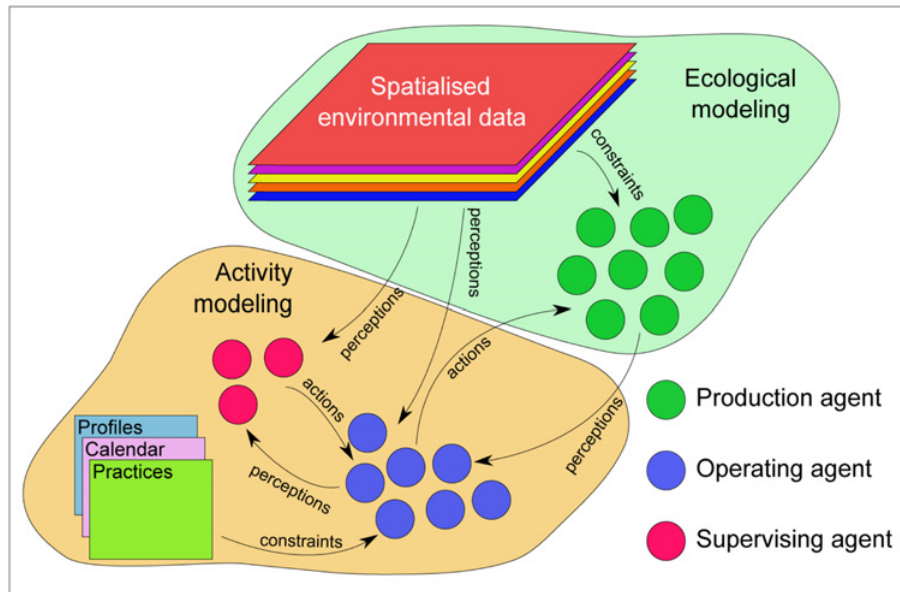 Spatialised
environmental data
Ecological
modeling
constraints
perceptions
perceptions
Activity
modeling
actions
actions
perceptions
perceptions
Profiles
Calendar
Practices
constraints
Production agent
Operating agent
Supervising agent